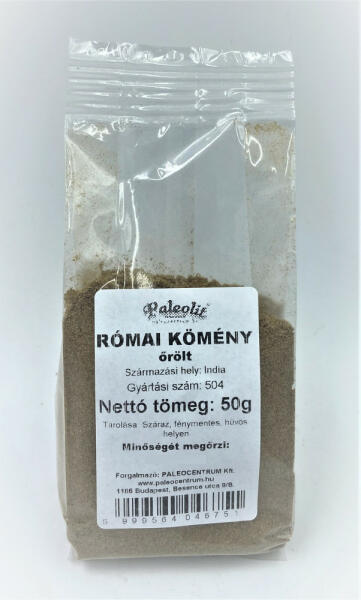 Paleolit
RÓMAI KÖMÉNY
őrölt
Származási hely: India
Gyártási szám: 504
Nettó tömeg: 50g
Tárolása: Száraz, fénymentes, hűvös
helyen
Minőségét megőrzi:
Forgalmazó: PALEOCENTRUM Kft.
www.paleocentrum.hu
1186 Budapest, Besence utca 9/B.
5 999564 046751